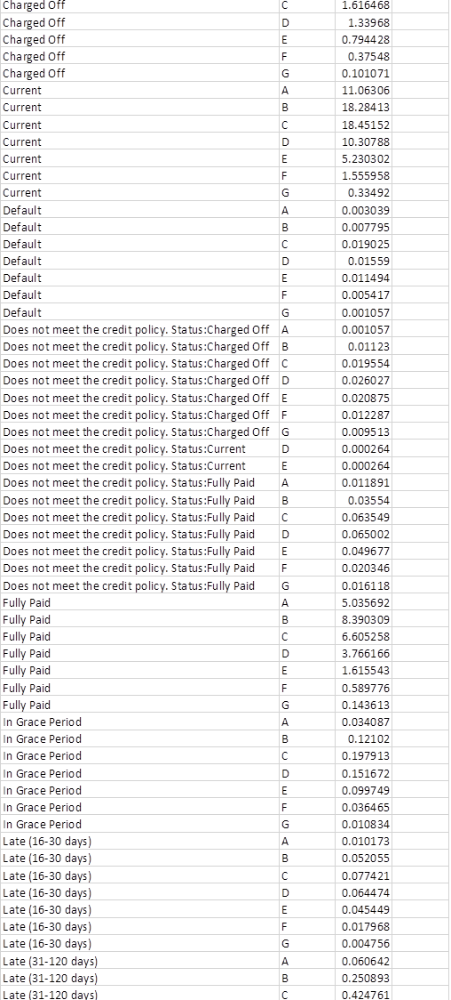 Charged Off C 1.616468
Charged Off D 1.33968
Charged Off E 0.794428
Charged Off F 0.37548
Charged Off G 0.101071
Current A 11.06306
Current B 18.28413
Current C 18.45152
Current D 10.30788
Current E 5.230302
Current F 1.555958
Current G 0.33492
Default A 0.003039
Default B 0.007795
Default C 0.019025
Default D 0.01559
Default E 0.011494
Default F 0.005417
Default G 0.001057
Does not meet the credit policy. Status:Charged Off A 0.001057
Does not meet the credit policy. Status:Charged Off B 0.01123
Does not meet the credit policy. Status:Charged Off C 0.019554
Does not meet the credit policy. Status:Charged Off D 0.026027
Does not meet the credit policy. Status:Charged Off E 0.020875
Does not meet the credit policy. Status:Charged Off F 0.012287
Does not meet the credit policy. Status:Charged Off G 0.009513
Does not meet the credit policy. Status:Current D 0.000264
Does not meet the credit policy. Status:Current E 0.000264
Does not meet the credit policy. Status:Fully Paid A 0.011891
Does not meet the credit policy. Status:Fully Paid B 0.03554
Does not meet the credit policy. Status:Fully Paid C 0.063549
Does not meet the credit policy. Status:Fully Paid D 0.065002
Does not meet the credit policy. Status:Fully Paid E 0.049677
Does not meet the credit policy. Status:Fully Paid F 0.020346
Does not meet the credit policy. Status:Fully Paid G 0.016118
Fully Paid A 5.035692
Fully Paid B 8.390309
Fully Paid C 6.605258
Fully Paid D 3.766166
Fully Paid E 1.615543
Fully Paid F 0.589776
Fully Paid G 0.143613
In Grace Period A 0.034087
In Grace Period B 0.12102
In Grace Period C 0.197913
In Grace Period D 0.151672
In Grace Period E 0.099749
In Grace Period F 0.036465
In Grace Period G 0.010834
Late (16-30 days) A 0.010173
Late (16-30 days) B 0.052055
Late (16-30 days) C 0.077421
Late (16-30 days) D 0.064474
Late (16-30 days) E 0.045449
Late (16-30 days) F 0.017968
Late (16-30 days) G 0.004756
Late (31-120 days) A 0.060642
Late (31-120 days) B 0.250893
Late (31-120 days) C 0.424761